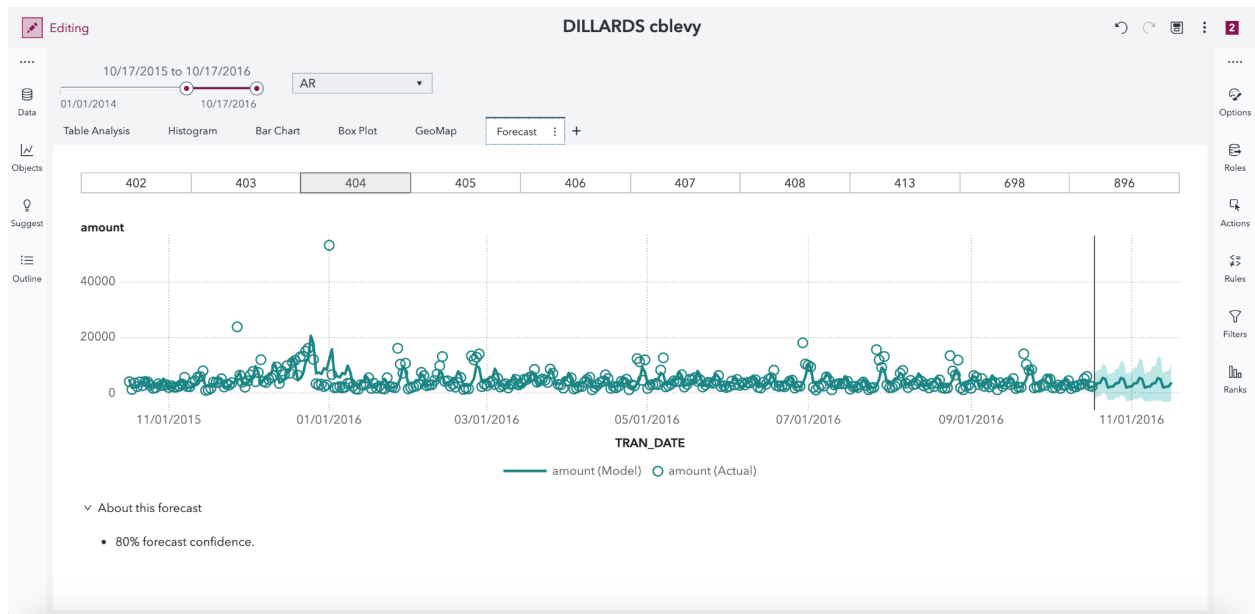 Editing
DILLARDS cblevy
2
10/17/2015 to 10/17/2016
01/01/2014
10/17/2016
AR
Data
Objects
Suggest
Outline
Options
Roles
Actions
Rules
Filters
Ranks
Table Analysis Histogram Bar Chart Box Plot GeoMap Forecast +
402 403 404 405 406 407 408 413 698 896
amount
40000
20000
0
11/01/2015 01/01/2016 03/01/2016 05/01/2016 07/01/2016 09/01/2016 11/01/2016
TRAN_DATE
amount (Model) amount (Actual)
About this forecast
• 80% forecast confidence.